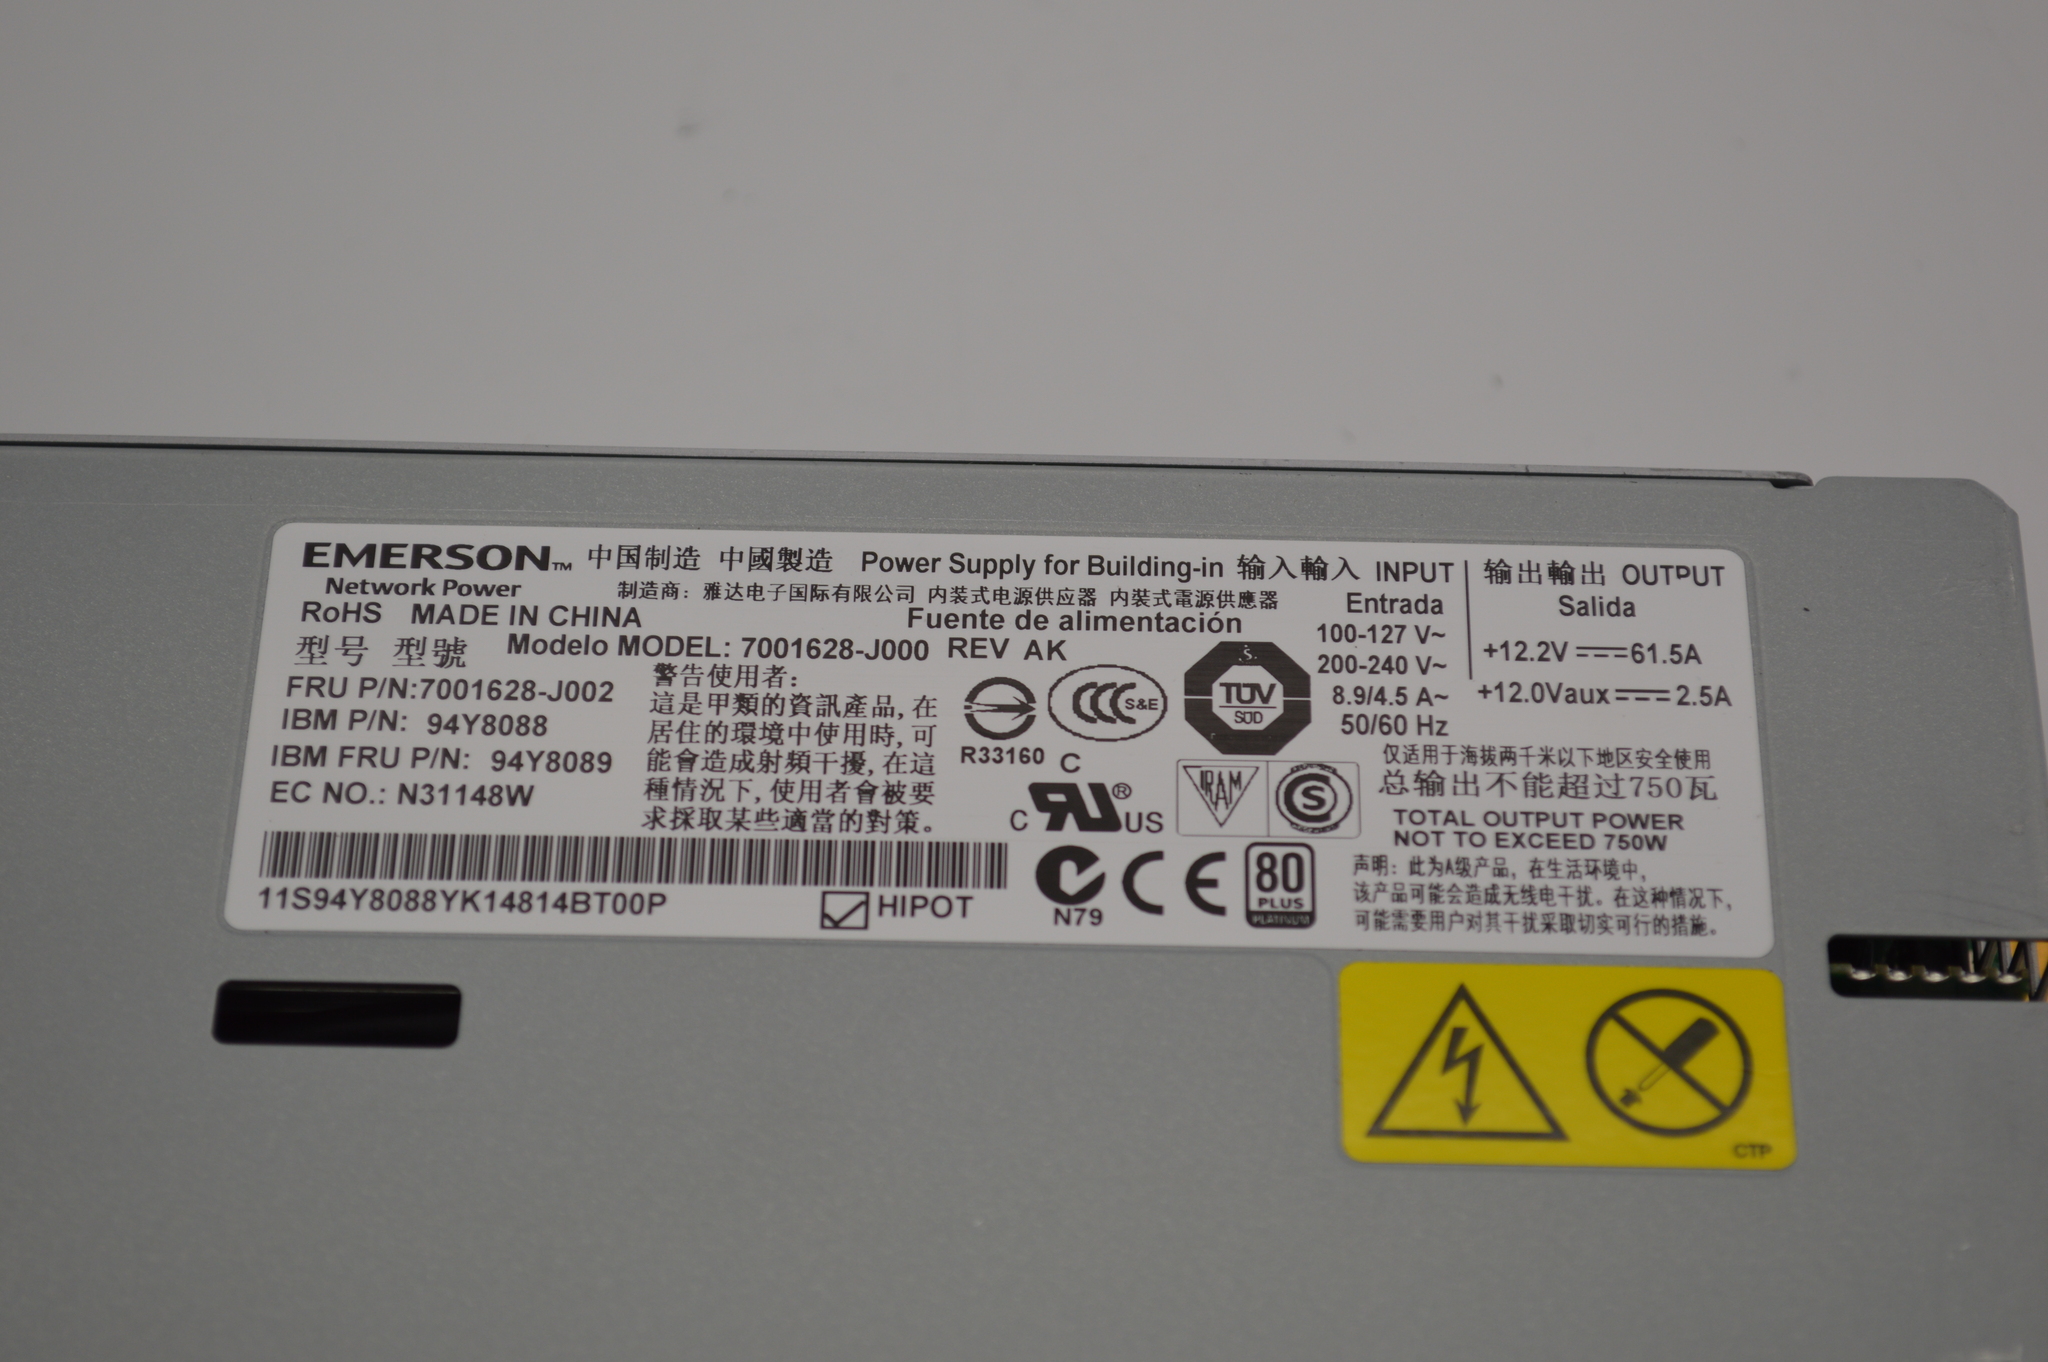 EMERSON™ 中国制造 中國製造 Power Supply for Building-in 输入輸入 INPUT
Network Power 制造商：雅达电子国际有限公司 内装式电源供应器 內裝式電源供應器 Entrada
RoHS MADE IN CHINA Fuente de alimentación
型号 型號 Modelo MODEL: 7001628-J000 REV AK
FRU P/N:7001628-J002
IBM P/N: 94Y8088
IBM FRU P/N: 94Y8089
EC NO.: N31148W
警告使用者：
這是甲類的資訊產品,在
居住的環境中使用時,可
能會造成射頻干擾,在這
種情況下,使用者會被要
求採取某些適當的對策。
11S94Y8088YK14814BT00P
HIPOT
R33160
S&E
S
TÜV
SÜD
C RU® US
C
IRAM
S
N79
CE
80
PLUS
PLATINUM
100-127 V~
200-240 V~
8.9/4.5 A~
50/60 Hz
输出輸出 OUTPUT
Salida
+12.2V ⎓ 61.5A
+12.0Vaux ⎓ 2.5A
仅适用于海拔两千米以下地区安全使用
总输出不能超过750瓦
TOTAL OUTPUT POWER
NOT TO EXCEED 750W
声明：此为A级产品，在生活环境中，
该产品可能会造成无线电干扰。在这种情况下，
可能需要用户对其干扰采取切实可行的措施。
CTP